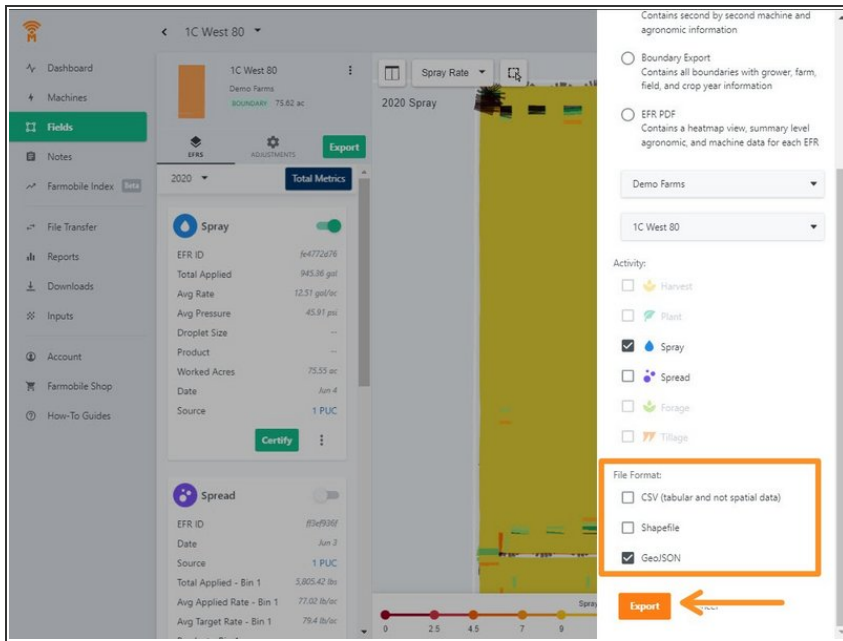 1C West 80
Dashboard
Machines
Fields
Notes
Farmobile Index Beta
File Transfer
Reports
Downloads
Inputs
Account
Farmobile Shop
How-To Guides
1C West 80
Demo Farms
BOUNDARY 75.62 ac
EFRS
ADJUSTMENTS
Export
2020
Total Metrics
Spray
EFR ID fe4772d76
Total Applied 945.36 gal
Avg Rate 12.51 gal/ac
Avg Pressure 45.91 psi
Droplet Size --
Product --
Worked Acres 75.55 ac
Date Jun 4
Source 1 PUC
Certify
Spread
EFR ID
Date Jun 3
Source 1 PUC
Total Applied - Bin 1 5,805.42 lbs
Avg Applied Rate - Bin 1 77.02 lb/ac
Avg Target Rate - Bin 1 79.4 lb/ac
Spray Rate
2020 Spray
Spray
0 2.5 4.5 7 9
Contains second by second machine and
agronomic information
Boundary Export
Contains all boundaries with grower, farm,
field, and crop year information
EFR PDF
Contains a heatmap view, summary level
agronomic, and machine data for each EFR
Demo Farms
1C West 80
Activity:
Harvest
Plant
Spray
Spread
Forage
Tillage
File Format:
CSV (tabular and not spatial data)
Shapefile
GeoJSON
Export